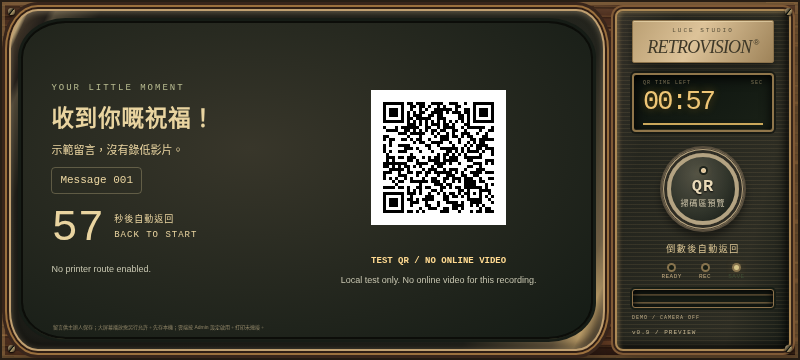 YOUR LITTLE MOMENT
收到你嘅祝福！
示範留言，沒有錄低影片。
Message 001
57
秒後自動返回
BACK TO START
No printer route enabled.
TEST QR / NO ONLINE VIDEO
Local test only. No online video for this recording.
LUCE STUDIO
RETROVISION®
QR TIME LEFT SEC
00:57
QR
掃碼區預覽
倒數後自動返回
READY REC
DEMO / CAMERA OFF
v0.9 / PREVIEW